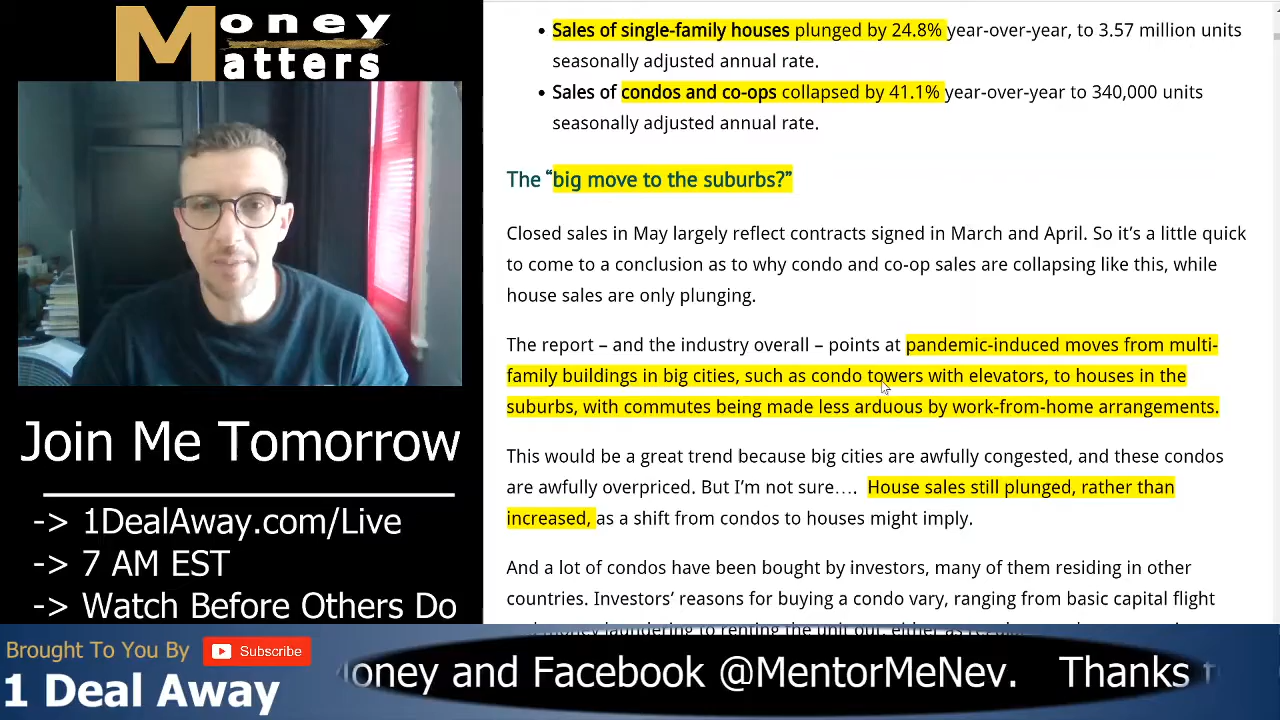 Money
Matters
Join Me Tomorrow
-> 1DealAway.com/Live
-> 7 AM EST
-> Watch Before Others Do
• Sales of single-family houses plunged by 24.8% year-over-year, to 3.57 million units
seasonally adjusted annual rate.
• Sales of condos and co-ops collapsed by 41.1% year-over-year to 340,000 units
seasonally adjusted annual rate.
The “big move to the suburbs?”
Closed sales in May largely reflect contracts signed in March and April. So it’s a little quick
to come to a conclusion as to why condo and co-op sales are collapsing like this, while
house sales are only plunging.
The report – and the industry overall – points at pandemic-induced moves from multi-
family buildings in big cities, such as condo towers with elevators, to houses in the
suburbs, with commutes being made less arduous by work-from-home arrangements.
This would be a great trend because big cities are awfully congested, and these condos
are awfully overpriced. But I’m not sure…. House sales still plunged, rather than
increased, as a shift from condos to houses might imply.
And a lot of condos have been bought by investors, many of them residing in other
countries. Investors’ reasons for buying a condo vary, ranging from basic capital flight
money laundering to renting the unit out, either as
Brought To You By
Subscribe
1 Deal Away
oney and Facebook @MentorMeNev. Thanks